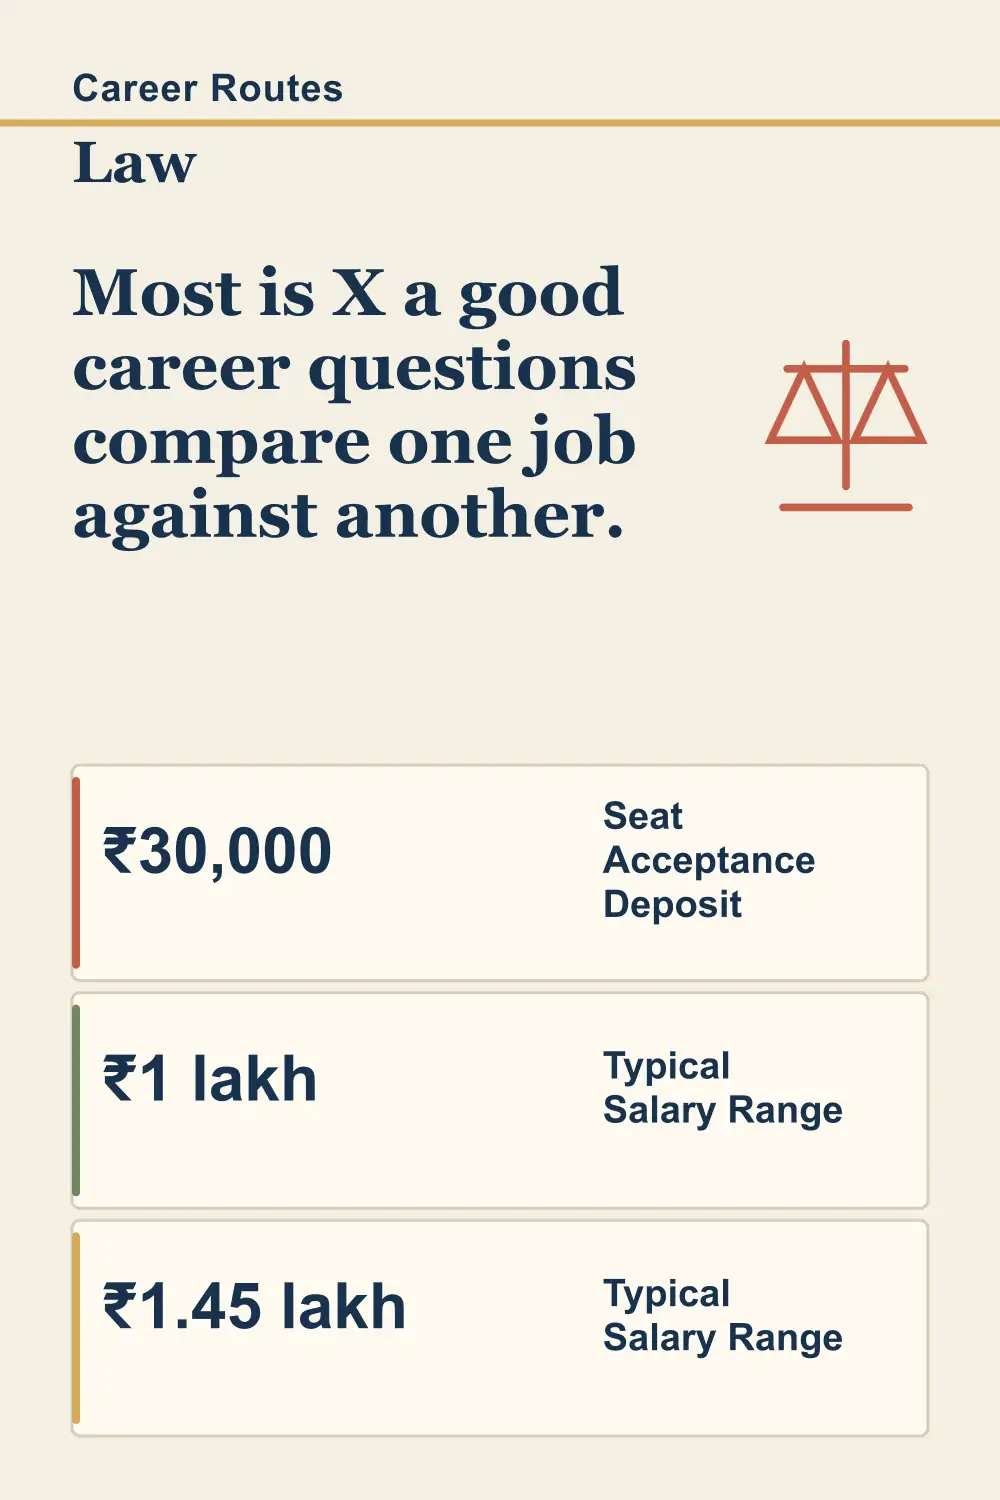 Career Routes
Law
Most is X a good
career questions
compare one job
against another.
₹30,000
Seat
Acceptance
Deposit
₹1 lakh
Typical
Salary Range
₹1.45 lakh
Typical
Salary Range